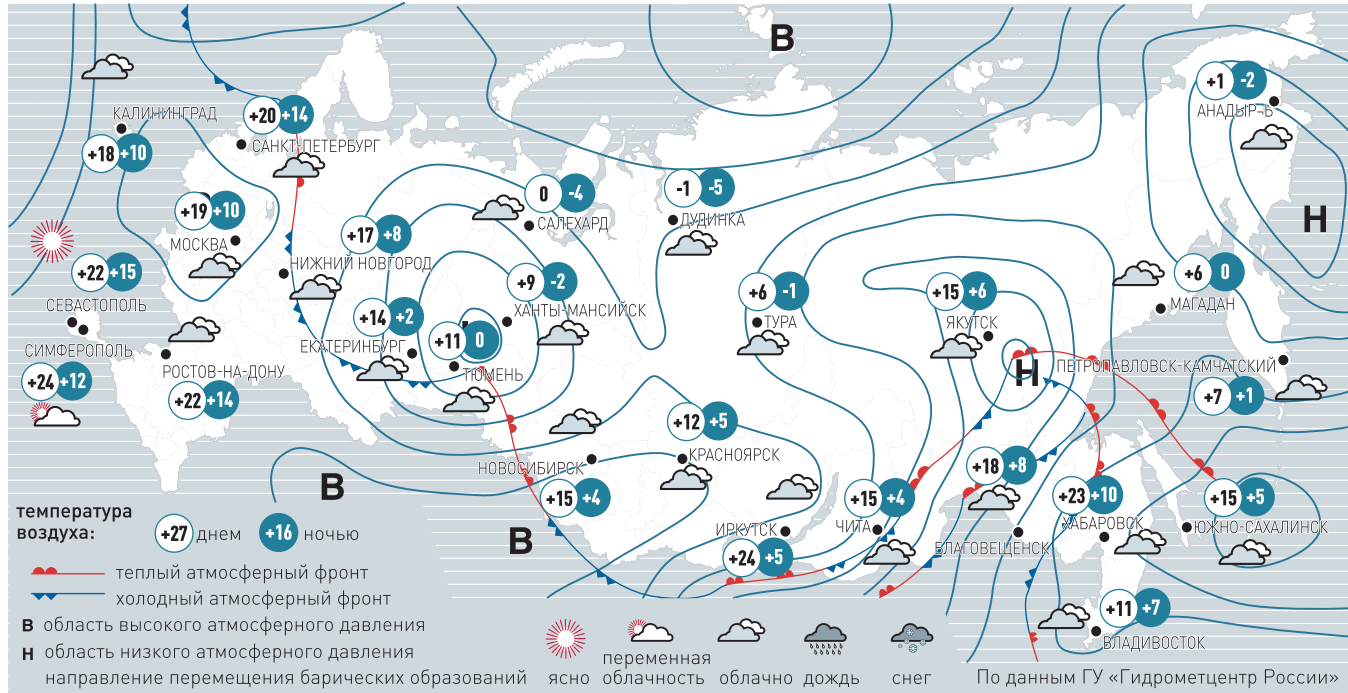 В
+1 -2
АНАДЫРЬ
+20 +14
КАЛИНИНГРАД
САНКТ-ПЕТЕРБУРГ
+18 +10
0 -4
САЛЕХАРД
-1 -5
ДУДИНКА
+19 +10
МОСКВА
+17 +8
НИЖНИЙ НОВГОРОД
Н
+22 +15
СЕВАСТОПОЛЬ
+9 -2
ХАНТЫ-МАНСИЙСК
+6 -1
ТУРА
+15 +6
ЯКУТСК
+6 0
МАГАДАН
+14 +2
ЕКАТЕРИНБУРГ
+11 0
ТЮМЕНЬ
СИМФЕРОПОЛЬ
+24 +12
РОСТОВ-НА-ДОНУ
+22 +14
Н
ПЕТРОПАВЛОВСК-КАМЧАТСКИЙ
+7 +1
+12 +5
КРАСНОЯРСК
НОВОСИБИРСК
+15 +4
В
В
ИРКУТСК
+24 +5
+15 +4
ЧИТА
+18 +8
БЛАГОВЕЩЕНСК
+23 +10
ХАБАРОВСК
+15 +5
ЮЖНО-САХАЛИНСК
+11 +7
ВЛАДИВОСТОК
температура
воздуха:
+27 днем +16 ночью
теплый атмосферный фронт
холодный атмосферный фронт
В область высокого атмосферного давления
Н область низкого атмосферного давления
направление перемещения барических образований
ясно
переменная
облачность
облачно
дождь
снег
По данным ГУ «Гидрометцентр России»